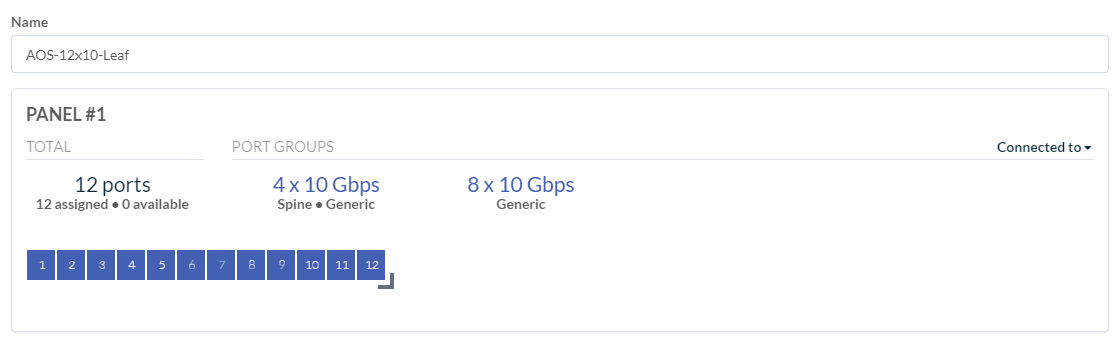 Name
AOS-12x10-Leaf
PANEL #1
TOTAL
PORT GROUPS
Connected to
12 ports
12 assigned • 0 available
4 x 10 Gbps
Spine • Generic
8 x 10 Gbps
Generic
1 2 3 4 5 6 7 8 9 10 11 12